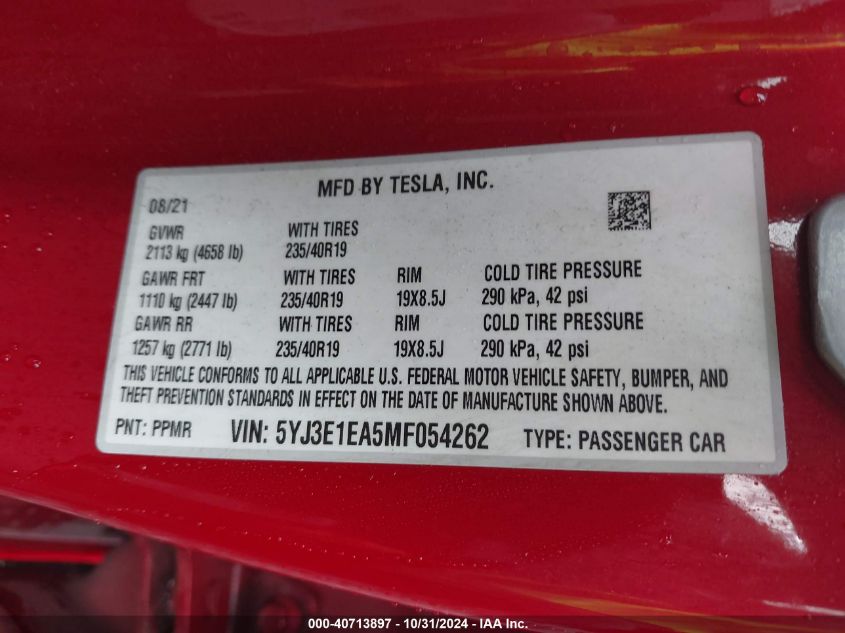 MFD BY TESLA, INC.
08/21
GVWR WITH TIRES
2113 kg (4658 lb) 235/40R19
GAWR FRT WITH TIRES RIM COLD TIRE PRESSURE
1110 kg (2447 lb) 235/40R19 19X8.5J 290 kPa, 42 psi
GAWR RR WITH TIRES RIM COLD TIRE PRESSURE
1257 kg (2771 lb) 235/40R19 19X8.5J 290 kPa, 42 psi
THIS VEHICLE CONFORMS TO ALL APPLICABLE U.S. FEDERAL MOTOR VEHICLE SAFETY, BUMPER, AND
THEFT PREVENTION STANDARDS IN EFFECT ON THE DATE OF MANUFACTURE SHOWN ABOVE.
PNT: PPMR VIN: 5YJ3E1EA5MF054262 TYPE: PASSENGER CAR
000-40713897 - 10/31/2024 - IAA Inc.